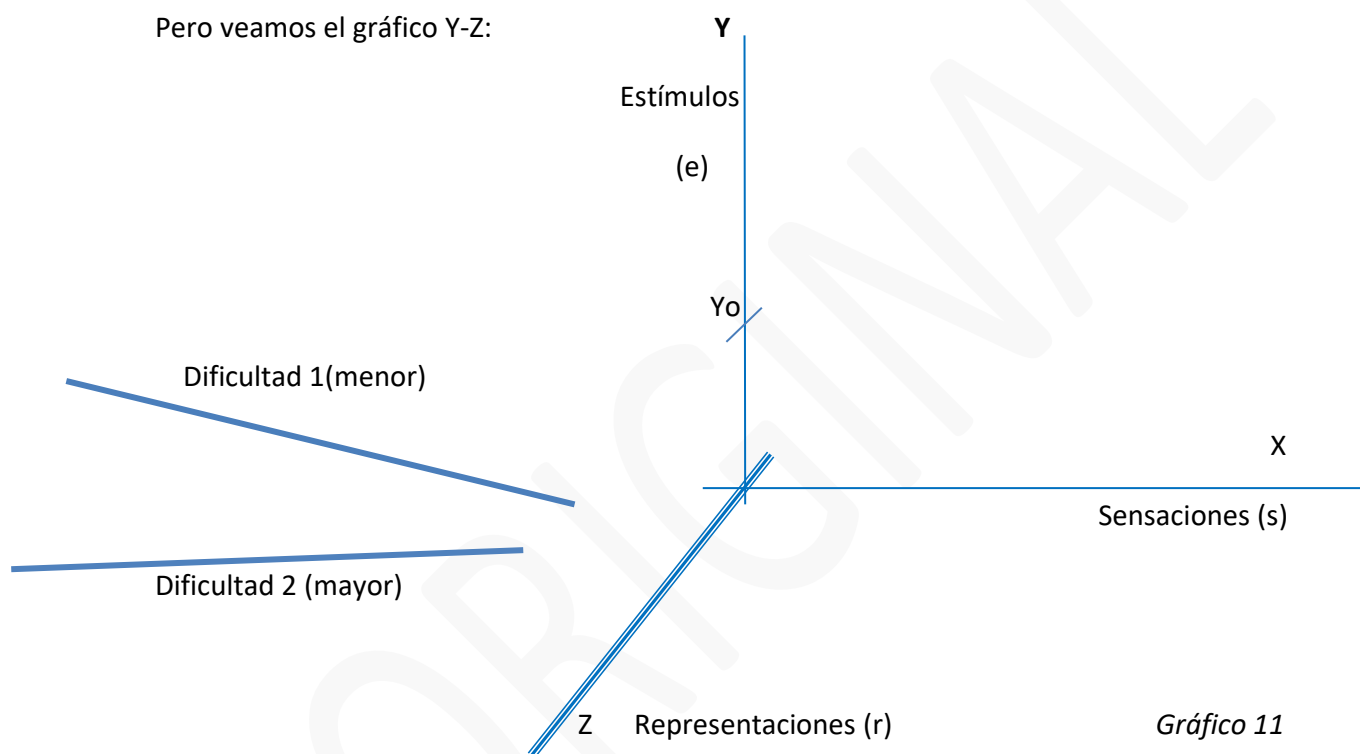 Pero veamos el gráfico Y-Z:
Y
Estímulos
(e)
Yo
Dificultad 1(menor)
X
Sensaciones (s)
Dificultad 2 (mayor)
Z
Representaciones (r)
Gráfico 11
ORIGINAL